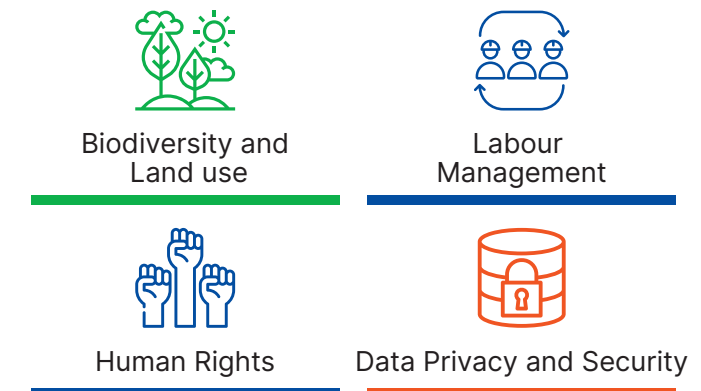 Biodiversity and
Land use
Labour
Management
Human Rights
Data Privacy and Security